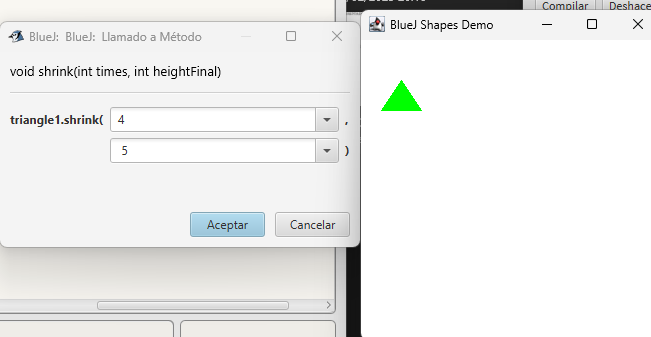 Compilar
Deshace
BlueJ: BlueJ: Llamado a Método
BlueJ Shapes Demo
void shrink(int times, int heightFinal)
triangle1.shrink( 4 ,
5 )
Aceptar Cancelar